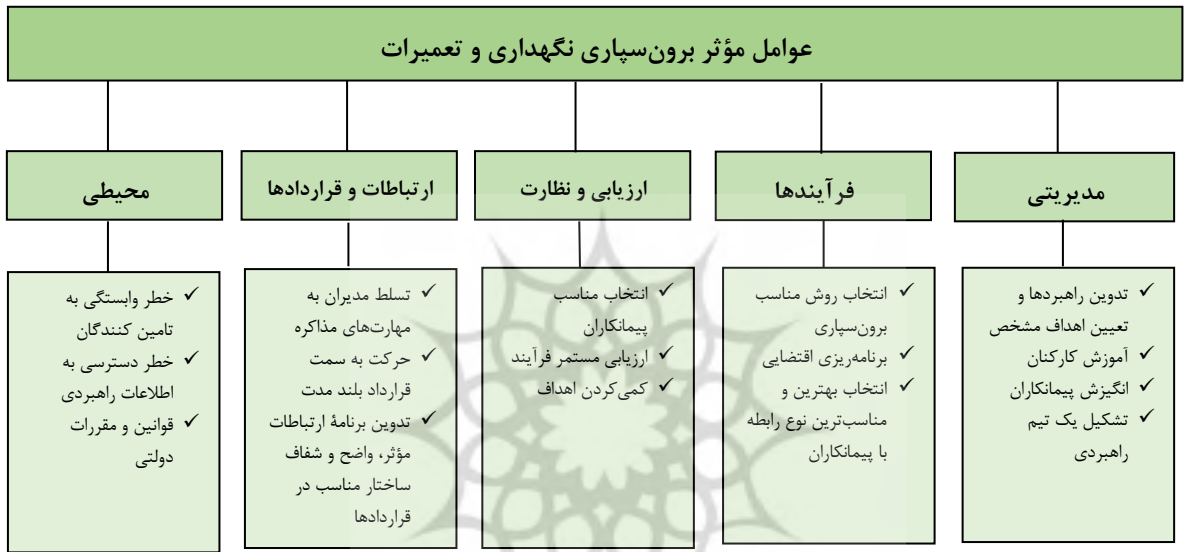 عوامل مؤثر برون‌سپاری نگهداری و تعمیرات
مدیریتی
✓ تدوین راهبردها و
تعیین اهداف مشخص
✓ آموزش کارکنان
✓ انگیزش پیمانکاران
✓ تشکیل یک تیم
راهبردی
فرآیندها
✓ انتخاب روش مناسب
برون‌سپاری
✓ برنامه‌ریزی اقتضایی
✓ انتخاب بهترین و
مناسب‌ترین نوع رابطه
با پیمانکاران
ارزیابی و نظارت
✓ انتخاب مناسب
پیمانکاران
✓ ارزیابی مستمر فرآیند
✓ کمی‌کردن اهداف
ارتباطات و قراردادها
✓ تسلط مدیران به
مهارت‌های مذاکره
✓ حرکت به سمت
قرارداد بلند مدت
✓ تدوین برنامهٔ ارتباطات
مؤثر، واضح و شفاف
ساختار مناسب در
قراردادها
محیطی
✓ خطر وابستگی به
تامین کنندگان
✓ خطر دسترسی به
اطلاعات راهبردی
✓ قوانین و مقررات
دولتی